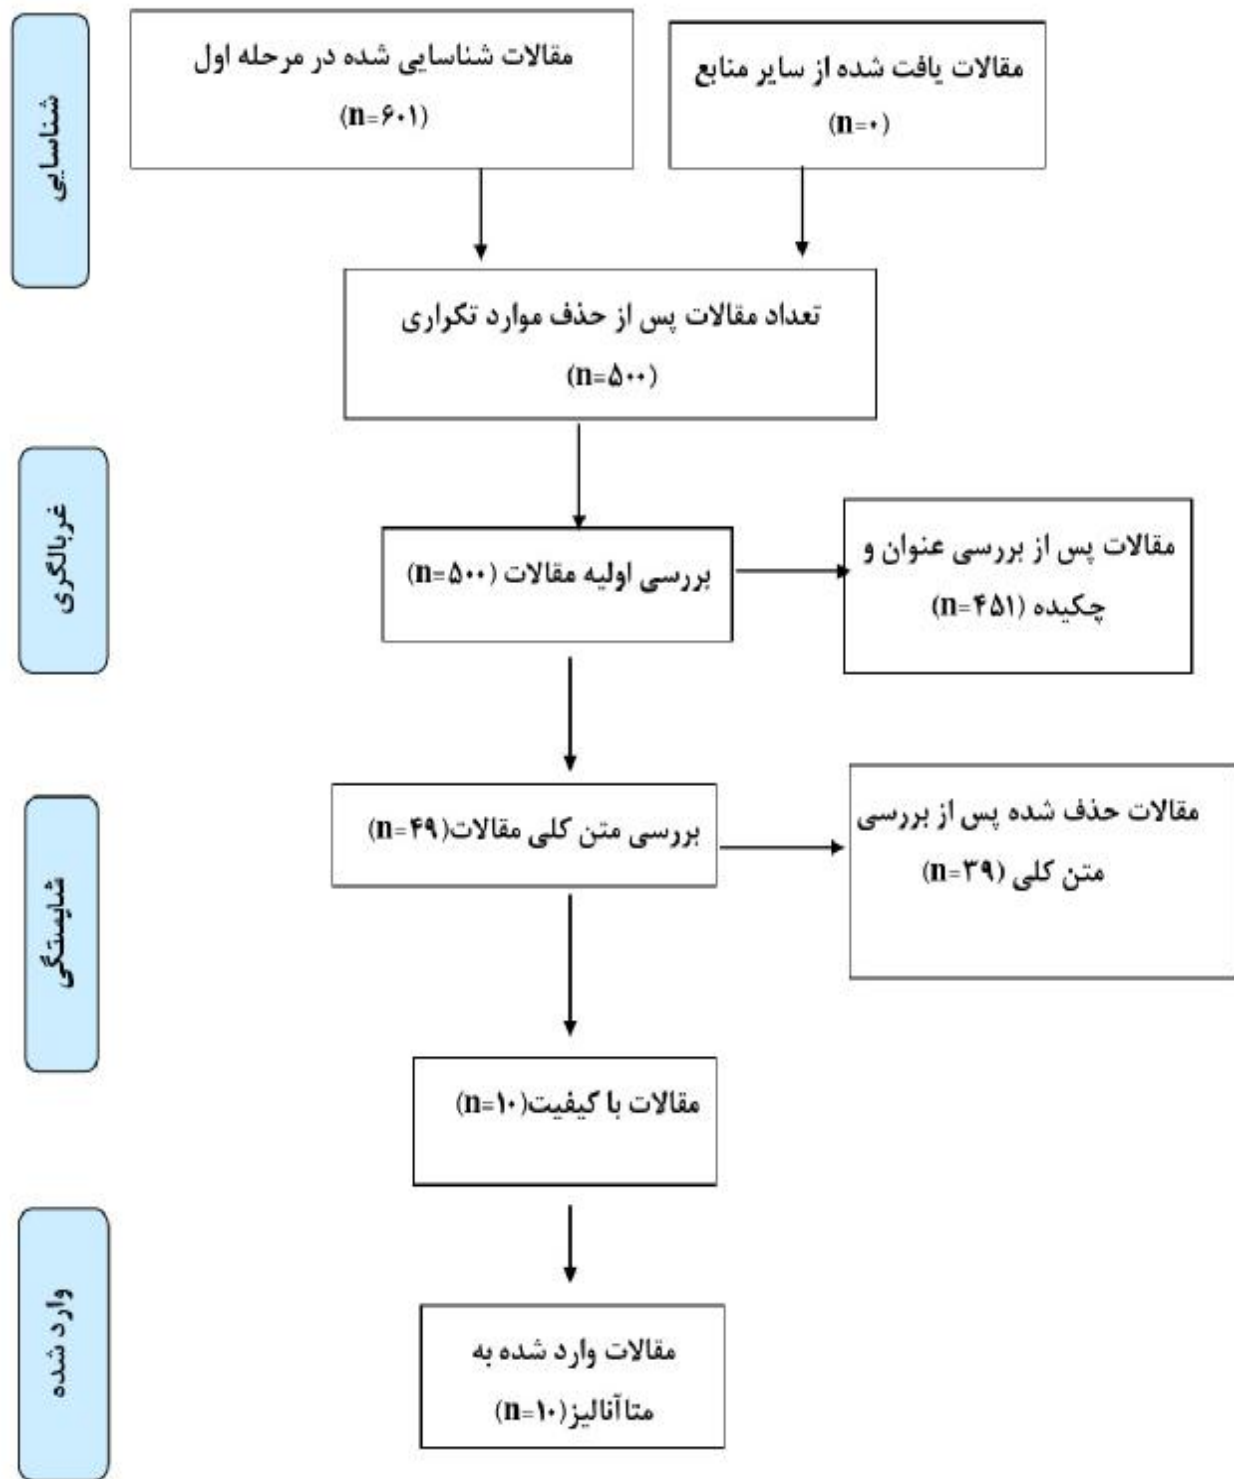 شناسایی
مقالات شناسایی شده در مرحله اول
(n=۶۰۱)
مقالات یافت شده از سایر منابع
(n=۰)
تعداد مقالات پس از حذف موارد تکراری
(n=۵۰۰)
غربالگری
بررسی اولیه مقالات (n=۵۰۰)
مقالات پس از بررسی عنوان و
چکیده (n=۴۵۱)
شایستگی
بررسی متن کلی مقالات(n=۴۹)
مقالات حذف شده پس از بررسی
متن کلی (n=۳۹)
مقالات با کیفیت(n=۱۰)
وارد شده
مقالات وارد شده به
متاآنالیز(n=۱۰)